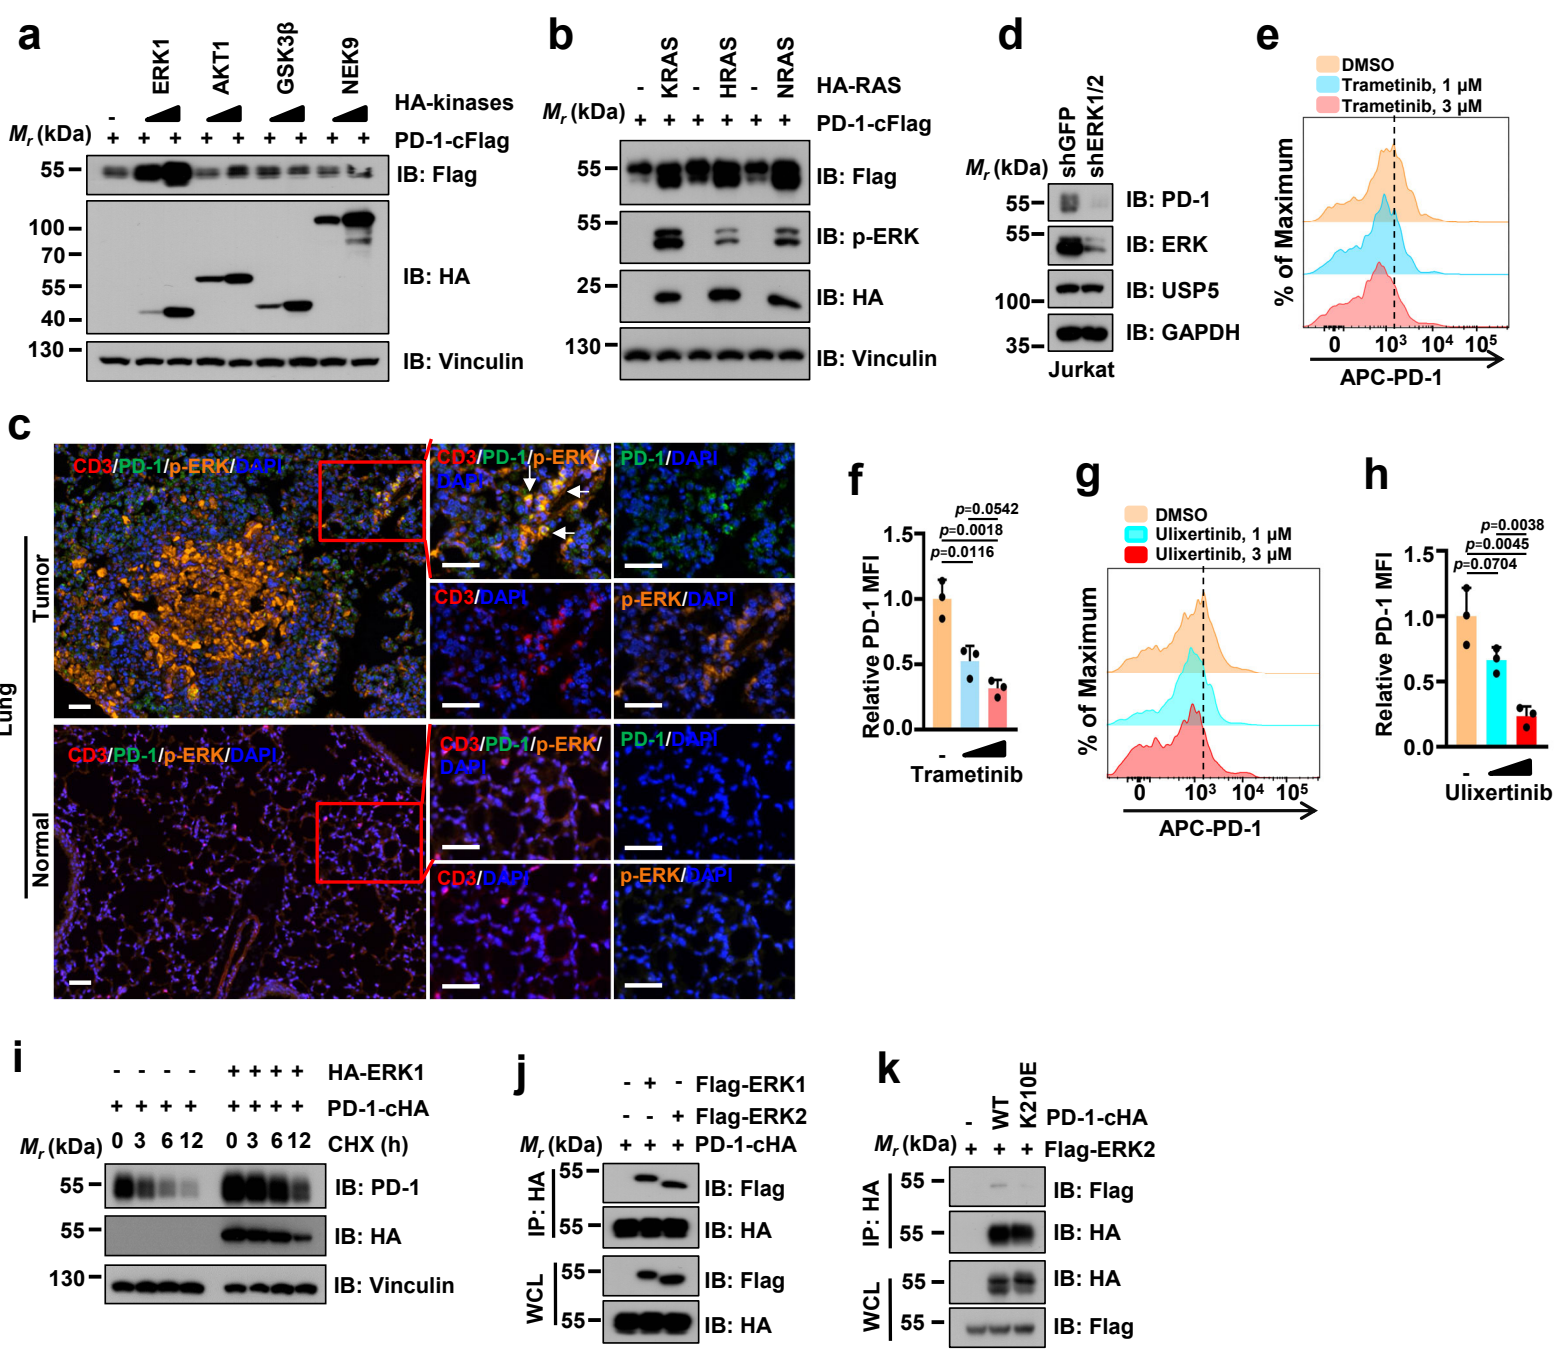 a
ERK1
AKT1
GSK3β
NEK9
HA-kinases
-
Mr (kDa) + + + + + + + + + PD-1-cFlag
55 IB: Flag
100
70
55
40
IB: HA
130 IB: Vinculin
b
KRAS
HRAS
NRAS
- - - HA-RAS
Mr (kDa) + + + + + + PD-1-cFlag
55 IB: Flag
55 IB: p-ERK
25 IB: HA
130 IB: Vinculin
d
shGFP
shERK1/2
Mr (kDa)
55 IB: PD-1
55 IB: ERK
100 IB: USP5
35 IB: GAPDH
Jurkat
e
DMSO
Trametinib, 1 µM
Trametinib, 3 µM
% of Maximum
0 10³ 10⁴ 10⁵
APC-PD-1
c
Lung
Tumor
CD3/PD-1/p-ERK/DAPI
CD3/PD-1/p-ERK/
DAPI
PD-1/DAPI
CD3/DAPI
p-ERK/DAPI
Normal
CD3/PD-1/p-ERK/DAPI
CD3/PD-1/p-ERK/
DAPI
PD-1/DAPI
CD3/DAPI
p-ERK/DAPI
f
p=0.0542
p=0.0018
p=0.0116
Relative PD-1 MFI
1.5
1.0
0.5
0.0
-
Trametinib
g
DMSO
Ulixertinib, 1 µM
Ulixertinib, 3 µM
% of Maximum
0 10³ 10⁴ 10⁵
APC-PD-1
h
p=0.0038
p=0.0045
p=0.0704
Relative PD-1 MFI
1.5
1.0
0.5
0.0
-
Ulixertinib
i
- - - - + + + + HA-ERK1
+ + + + + + + + PD-1-cHA
Mr (kDa) 0 3 6 12 0 3 6 12 CHX (h)
55 IB: PD-1
55 IB: HA
130 IB: Vinculin
j
- + - Flag-ERK1
- - + Flag-ERK2
Mr (kDa) + + + PD-1-cHA
IP: HA
55 IB: Flag
55 IB: HA
WCL
55 IB: Flag
55 IB: HA
k
- WT K210E PD-1-cHA
Mr (kDa) + + + Flag-ERK2
IP: HA
55 IB: Flag
55 IB: HA
WCL
55 IB: HA
55 IB: Flag